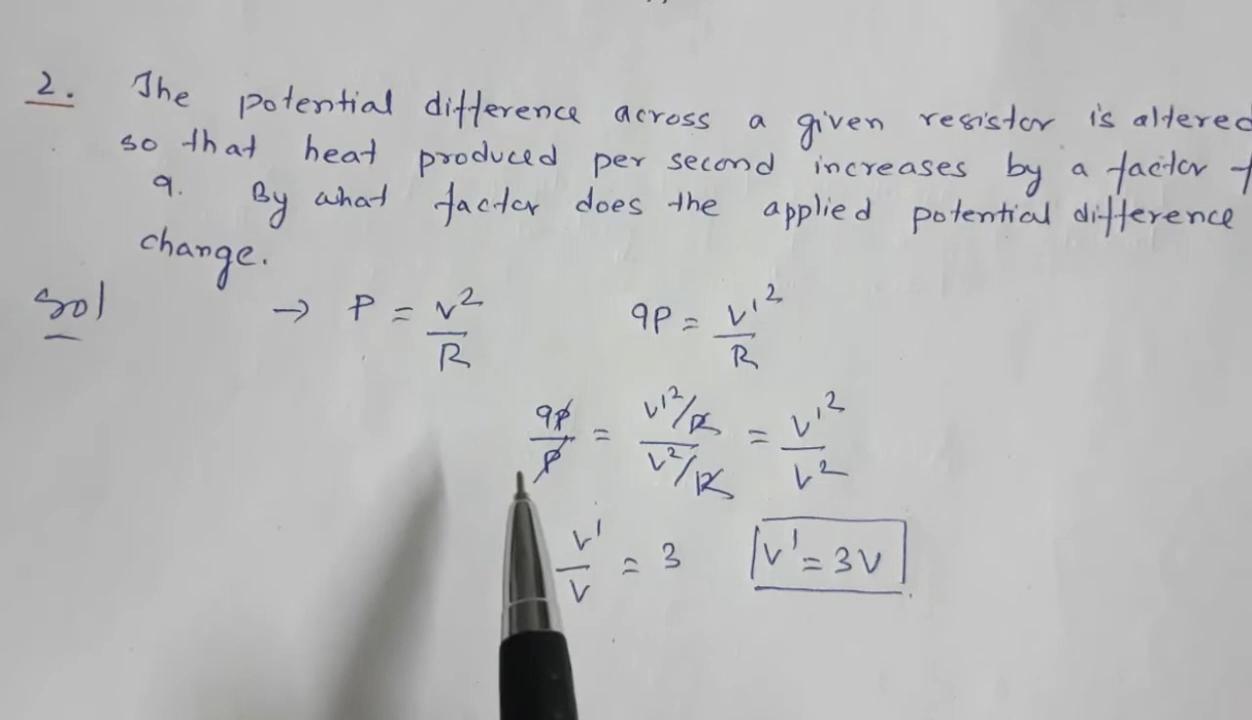 2. The potential difference across a given resistor is altered
so that heat produced per second increases by a factor
9. By what factor does the applied potential difference
change.
Sol → P = V²/R 9P = V'²/R
9P/P = V'²/R / V²/R = V'²/V²
V'/V = 3 V' = 3V